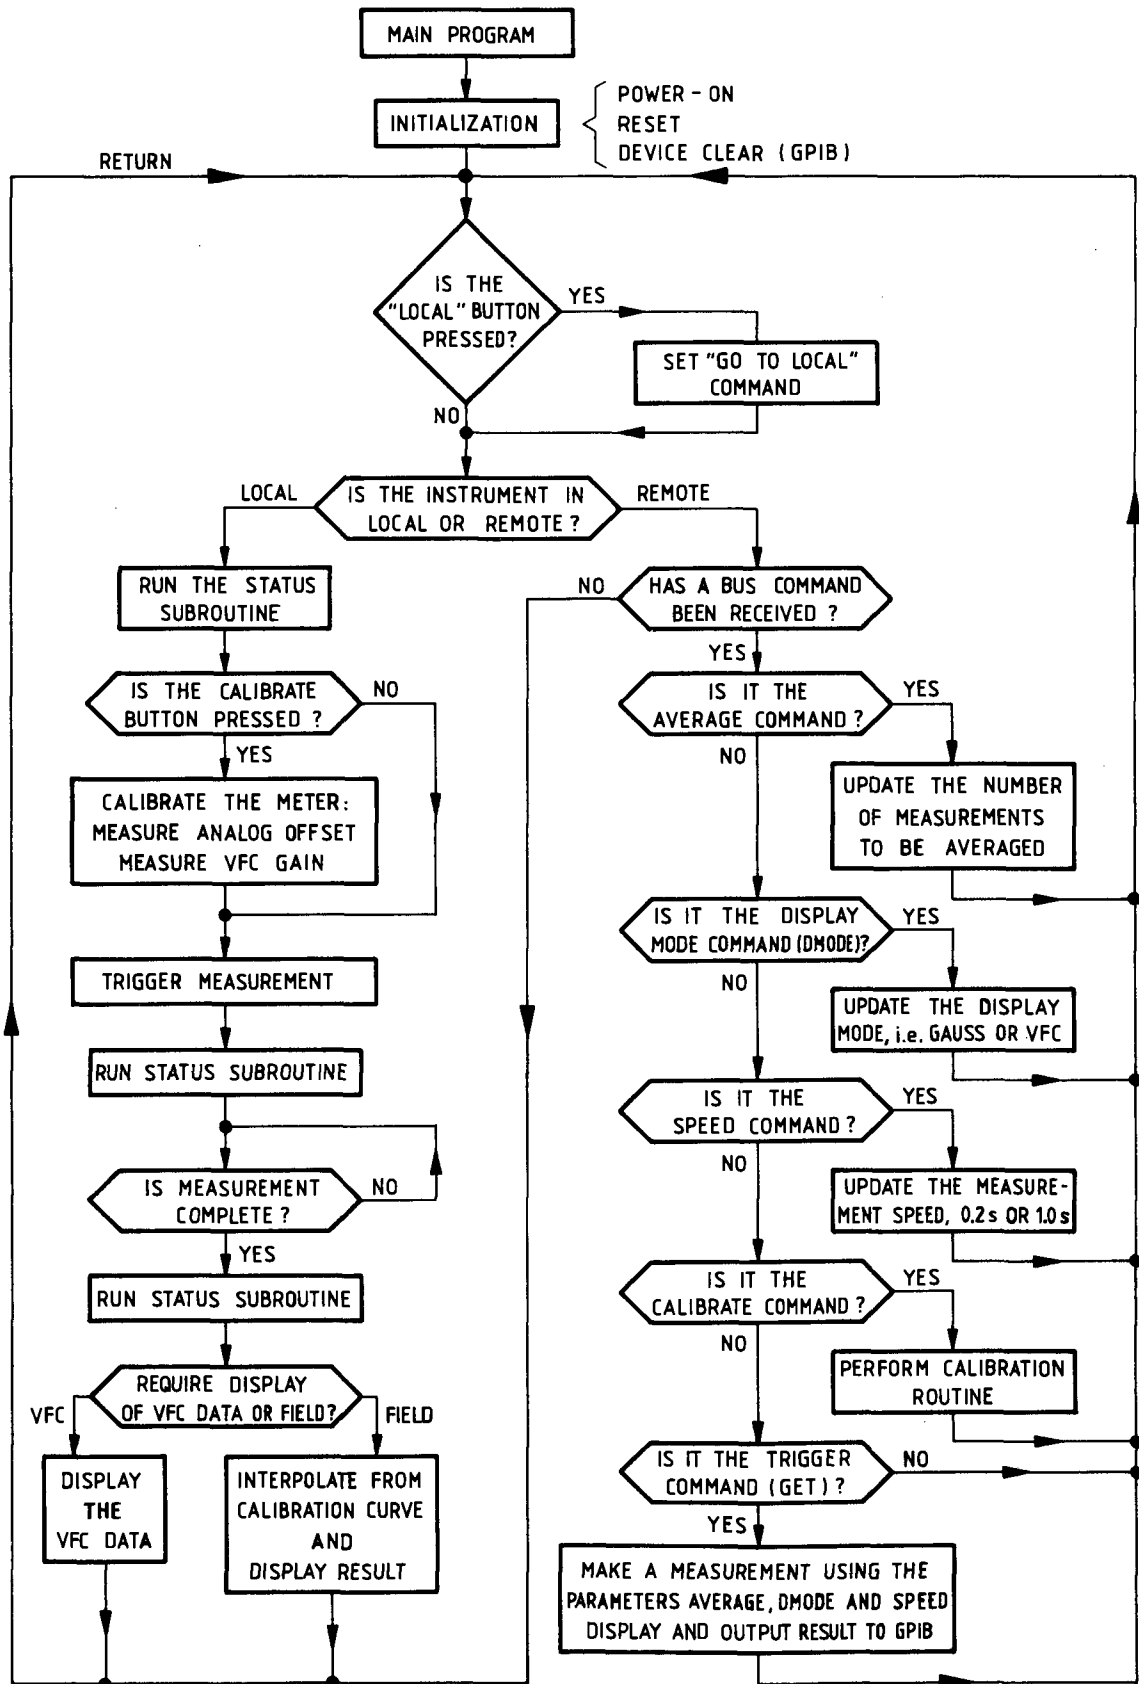 MAIN PROGRAM
INITIALIZATION
POWER - ON
RESET
DEVICE CLEAR (GPIB)
RETURN
IS THE
"LOCAL" BUTTON
PRESSED?
YES
SET "GO TO LOCAL"
COMMAND
NO
IS THE INSTRUMENT IN
LOCAL OR REMOTE ?
LOCAL
REMOTE
RUN THE STATUS
SUBROUTINE
IS THE CALIBRATE
BUTTON PRESSED ?
NO
YES
CALIBRATE THE METER:
MEASURE ANALOG OFFSET
MEASURE VFC GAIN
TRIGGER MEASUREMENT
RUN STATUS SUBROUTINE
IS MEASUREMENT
COMPLETE ?
NO
YES
RUN STATUS SUBROUTINE
REQUIRE DISPLAY
OF VFC DATA OR FIELD?
VFC
FIELD
DISPLAY
THE
VFC DATA
INTERPOLATE FROM
CALIBRATION CURVE
AND
DISPLAY RESULT
NO
HAS A BUS COMMAND
BEEN RECEIVED ?
YES
IS IT THE
AVERAGE COMMAND ?
YES
NO
UPDATE THE NUMBER
OF MEASUREMENTS
TO BE AVERAGED
IS IT THE DISPLAY
MODE COMMAND (DMODE)?
YES
NO
UPDATE THE DISPLAY
MODE, i.e. GAUSS OR VFC
IS IT THE
SPEED COMMAND ?
YES
NO
UPDATE THE MEASURE-
MENT SPEED, 0.2 s OR 1.0 s
IS IT THE
CALIBRATE COMMAND ?
YES
NO
PERFORM CALIBRATION
ROUTINE
IS IT THE TRIGGER
COMMAND (GET) ?
NO
YES
MAKE A MEASUREMENT USING THE
PARAMETERS AVERAGE, DMODE AND SPEED
DISPLAY AND OUTPUT RESULT TO GPIB